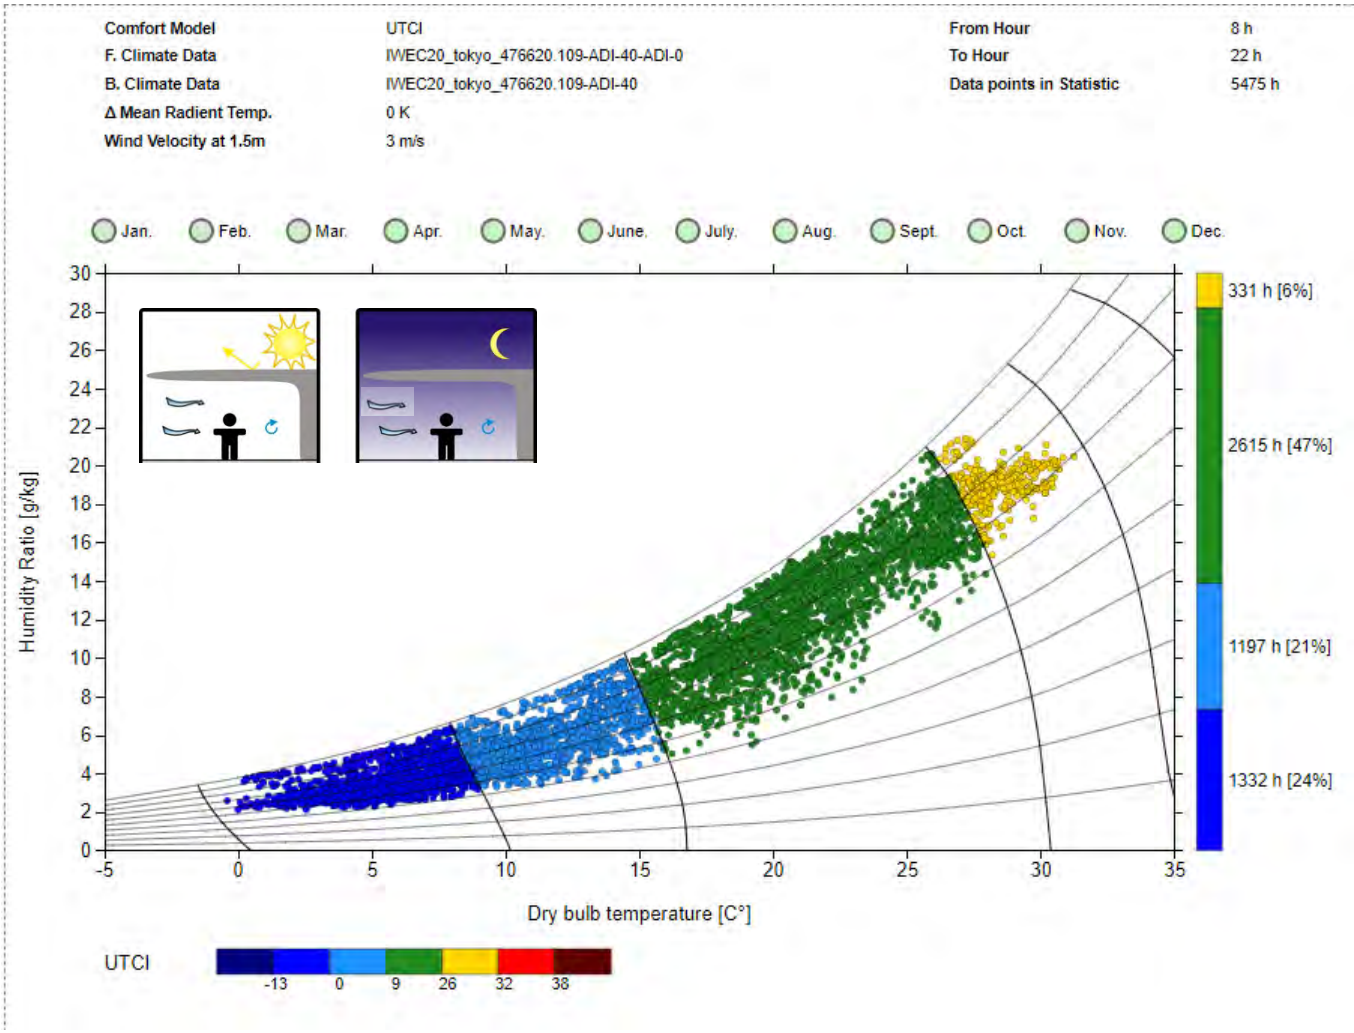 Comfort Model UTCI From Hour 8 h
F. Climate Data IWEC20_tokyo_476620.109-ADI-40-ADI-0 To Hour 22 h
B. Climate Data IWEC20_tokyo_476620.109-ADI-40 Data points in Statistic 5475 h
Δ Mean Radient Temp. 0 K
Wind Velocity at 1.5m 3 m/s
Jan. Feb. Mar. Apr. May. June. July. Aug. Sept. Oct. Nov. Dec.
30
28
26
24
22
20
18
16
14
12
10
8
6
4
2
0
Humidity Ratio [g/kg]
331 h [6%]
2615 h [47%]
1197 h [21%]
1332 h [24%]
-5 0 5 10 15 20 25 30 35
Dry bulb temperature [C°]
UTCI
-13 0 9 26 32 38